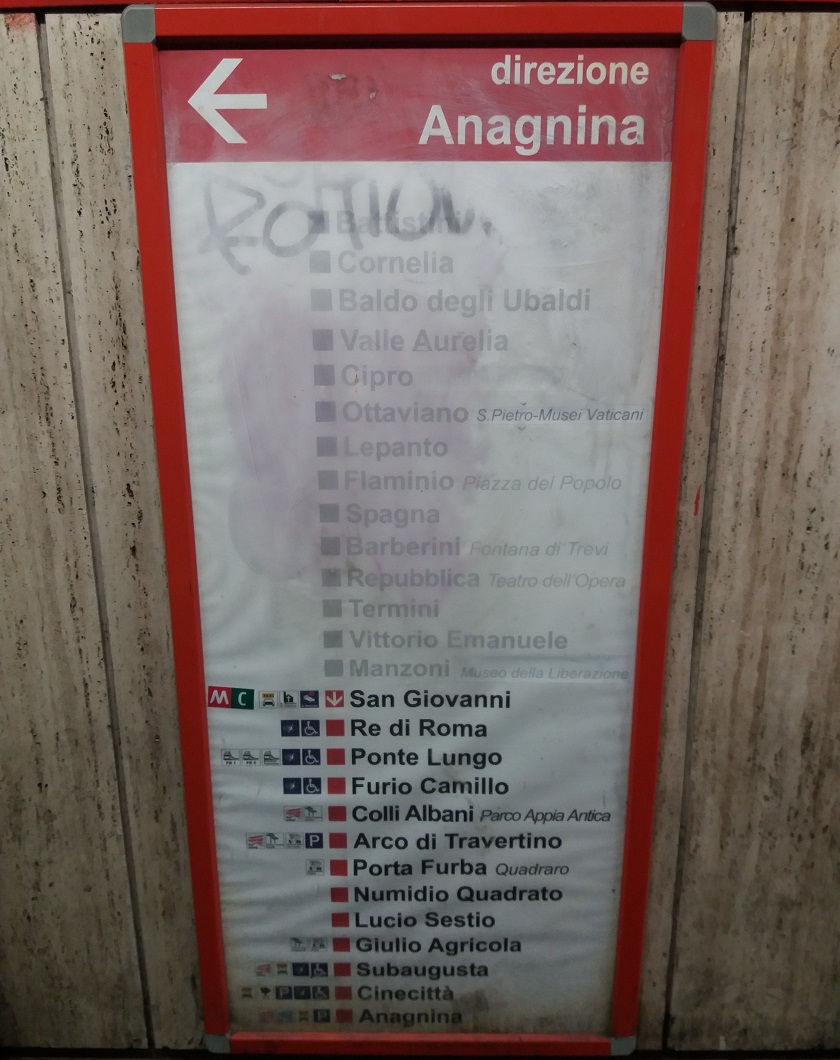 direzione
Anagnina
Battistini
Cornelia
Baldo degli Ubaldi
Valle Aurelia
Cipro
Ottaviano S.Pietro-Musei Vaticani
Lepanto
Flaminio Piazza del Popolo
Spagna
Barberini Fontana di Trevi
Repubblica Teatro dell'Opera
Termini
Vittorio Emanuele
Manzoni Museo della Liberazione
M C San Giovanni
Re di Roma
Ponte Lungo
Furio Camillo
Colli Albani Parco Appia Antica
P Arco di Travertino
Porta Furba Quadraro
Numidio Quadrato
Lucio Sestio
Giulio Agricola
Subaugusta
P Cinecittà
P Anagnina